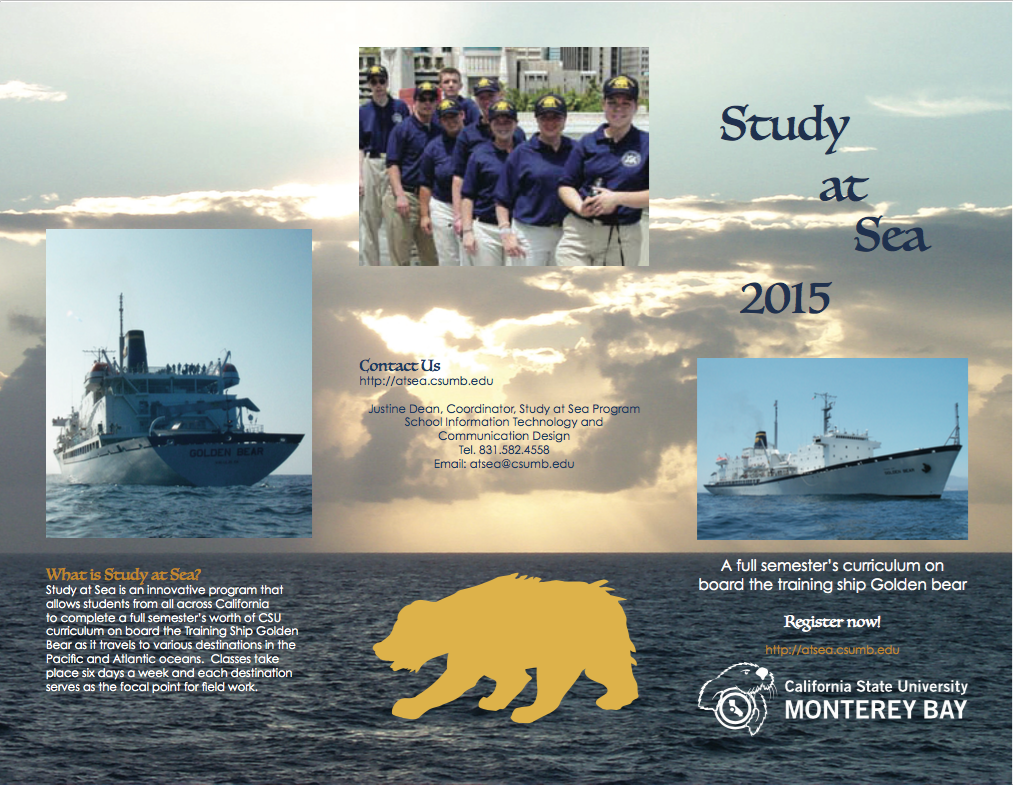 Study
at
Sea
2015
GOLDEN BEAR
Contact Us
http://atsea.csumb.edu
Justine Dean, Coordinator, Study at Sea Program
School Information Technology and
Communication Design
Tel. 831.582.4558
Email: atsea@csumb.edu
What is Study at Sea?
Study at Sea is an innovative program that
allows students from all across California
to complete a full semester's worth of CSU
curriculum on board the Training Ship Golden
Bear as it travels to various destinations in the
Pacific and Atlantic oceans. Classes take
place six days a week and each destination
serves as the focal point for field work.
GOLDEN BEAR
A full semester's curriculum on
board the training ship Golden bear
Register now!
http://atsea.csumb.edu
California State University
MONTEREY BAY